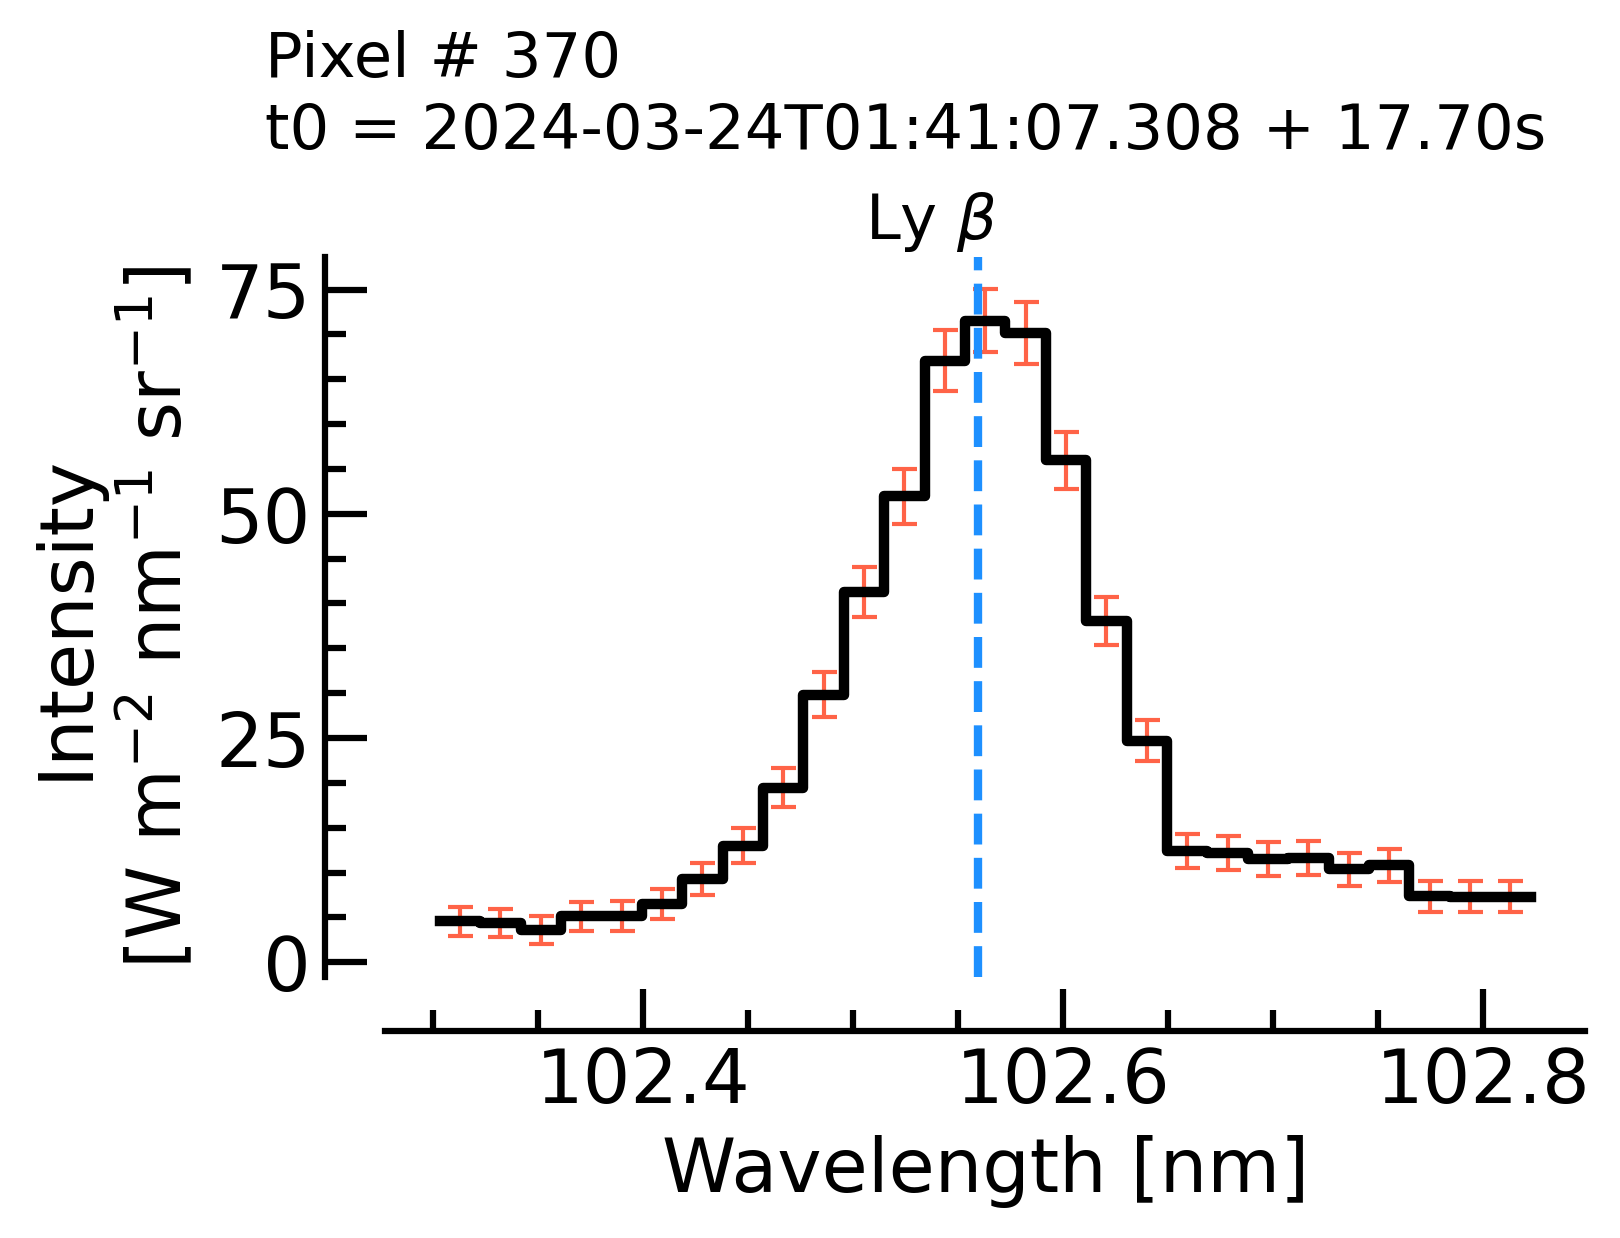 Pixel # 370
t0 = 2024-03-24T01:41:07.308 + 17.70s
Ly β
Intensity
[W m⁻² nm⁻¹ sr⁻¹]
75
50
25
0
102.4 102.6 102.8
Wavelength [nm]